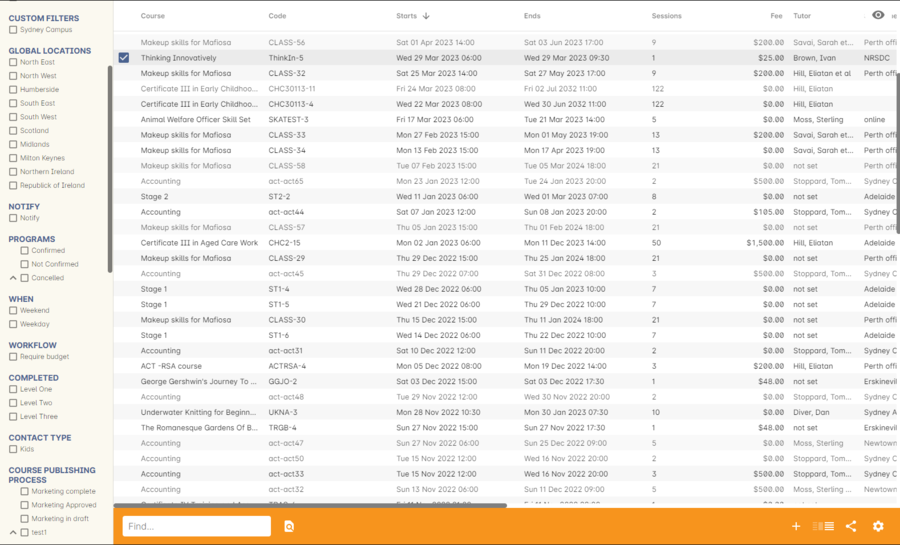 CUSTOM FILTERS
Sydney Campus
GLOBAL LOCATIONS
North East
North West
Humberside
South East
South West
Scotland
Midlands
Milton Keynes
Northern Ireland
Republick of Ireland
NOTIFY
Notify
PROGRAMS
Confirmed
Not Confirmed
Cancelled
WHEN
Weekend
Weekday
WORKFLOW
Require budget
COMPLETED
Level One
Level Two
Level Three
CONTACT TYPE
Kids
COURSE PUBLISHING
PROCESS
Marketing complete
Marketing Approved
Marketing in draft
test1
Course Code Starts Ends Sessions Fee Tutor
Makeup skills for Mafiosa CLASS-56 Sat 01 Apr 2023 14:00 Sat 03 Jun 2023 17:00 9 $200.00 Savai, Sarah et... Perth offi
Thinking Innovatively ThinkIn-5 Wed 29 Mar 2023 06:00 Wed 29 Mar 2023 09:30 1 $25.00 Brown, Ivan NRSDC
Makeup skills for Mafiosa CLASS-32 Sat 25 Mar 2023 14:00 Sat 27 May 2023 17:00 9 $200.00 Hill, Eliatan et al Perth offi
Certificate III in Early Childhoo... CHC30113-11 Fri 24 Mar 2023 08:00 Fri 02 Jul 2032 11:00 122 $0.00 Hill, Eliatan
Certificate III in Early Childhoo... CHC30113-4 Wed 22 Mar 2023 08:00 Wed 30 Jun 2032 11:00 122 $0.00 Hill, Eliatan
Animal Welfare Officer Skill Set SKATEST-3 Fri 17 Mar 2023 06:00 Tue 21 Mar 2023 14:00 5 $0.00 Moss, Sterling online
Makeup skills for Mafiosa CLASS-33 Mon 27 Feb 2023 15:00 Mon 01 May 2023 19:00 13 $200.00 Savai, Sarah et... Perth offi
Makeup skills for Mafiosa CLASS-34 Mon 13 Feb 2023 15:00 Mon 17 Apr 2023 19:00 13 $0.00 Savai, Sarah et... Perth offi
Makeup skills for Mafiosa CLASS-58 Tue 07 Feb 2023 15:00 Tue 05 Mar 2024 18:00 21 $0.00 not set Perth offi
Accounting act-act65 Mon 23 Jan 2023 12:00 Tue 24 Jan 2023 20:00 2 $500.00 Stoppard, Tom... Sydney C
Stage 2 ST2-2 Wed 11 Jan 2023 06:00 Wed 01 Mar 2023 07:00 8 $0.00 not set Adelaide
Accounting act-act44 Sat 07 Jan 2023 12:00 Sun 08 Jan 2023 20:00 2 $105.00 Stoppard, Tom... Sydney C
Makeup skills for Mafiosa CLASS-57 Thu 05 Jan 2023 15:00 Thu 01 Feb 2024 18:00 21 $0.00 not set Perth offi
Certificate III in Aged Care Work CHC2-15 Mon 02 Jan 2023 06:00 Mon 11 Dec 2023 14:00 50 $1,500.00 Hill, Eliatan Adelaide
Makeup skills for Mafiosa CLASS-29 Thu 29 Dec 2022 15:00 Thu 25 Jan 2024 18:00 21 $0.00 not set Perth offi
Accounting act-act45 Thu 29 Dec 2022 07:00 Sat 31 Dec 2022 08:00 3 $500.00 Stoppard, Tom... Sydney C
Stage 1 ST1-4 Wed 28 Dec 2022 06:00 Thu 05 Jan 2023 10:00 7 $0.00 not set Adelaide
Stage 1 ST1-5 Wed 21 Dec 2022 06:00 Thu 29 Dec 2022 10:00 7 $0.00 not set Adelaide
Makeup skills for Mafiosa CLASS-30 Thu 15 Dec 2022 15:00 Thu 11 Jan 2024 18:00 21 $0.00 not set Perth offi
Stage 1 ST1-6 Wed 14 Dec 2022 06:00 Thu 22 Dec 2022 10:00 7 $0.00 not set Adelaide
Accounting act-act31 Sat 10 Dec 2022 12:00 Sun 11 Dec 2022 20:00 2 $0.00 Stoppard, Tom... Sydney C
ACT -RSA course ACTRSA-4 Mon 05 Dec 2022 08:00 Mon 19 Dec 2022 14:00 3 $200.00 Hill, Eliatan Perth offi
George Gershwin's Journey To ... GGJO-2 Sat 03 Dec 2022 15:00 Sat 03 Dec 2022 17:30 1 $48.00 not set Erskinevil
Accounting act-act48 Tue 29 Nov 2022 12:00 Wed 30 Nov 2022 20:00 2 $0.00 Stoppard, Tom... Sydney C
Underwater Knitting for Beginn... UKNA-3 Mon 28 Nov 2022 10:30 Mon 30 Jan 2023 07:30 10 $0.00 Diver, Dan Sydney A
The Romanesque Gardens Of B... TRGB-4 Sun 27 Nov 2022 15:00 Sun 27 Nov 2022 17:30 1 $48.00 not set Erskinevil
Accounting act-act47 Sun 27 Nov 2022 06:00 Sun 25 Dec 2022 09:00 5 $0.00 Moss, Sterling Newtown
Accounting act-act50 Tue 15 Nov 2022 12:00 Wed 16 Nov 2022 20:00 2 $0.00 Stoppard, Tom... Sydney C
Accounting act-act33 Tue 15 Nov 2022 12:00 Wed 16 Nov 2022 20:00 3 $500.00 Stoppard, Tom... Sydney C
Accounting act-act32 Sun 13 Nov 2022 06:00 Sun 11 Dec 2022 09:00 5 $500.00 Moss, Sterling ... Newtown
Find...